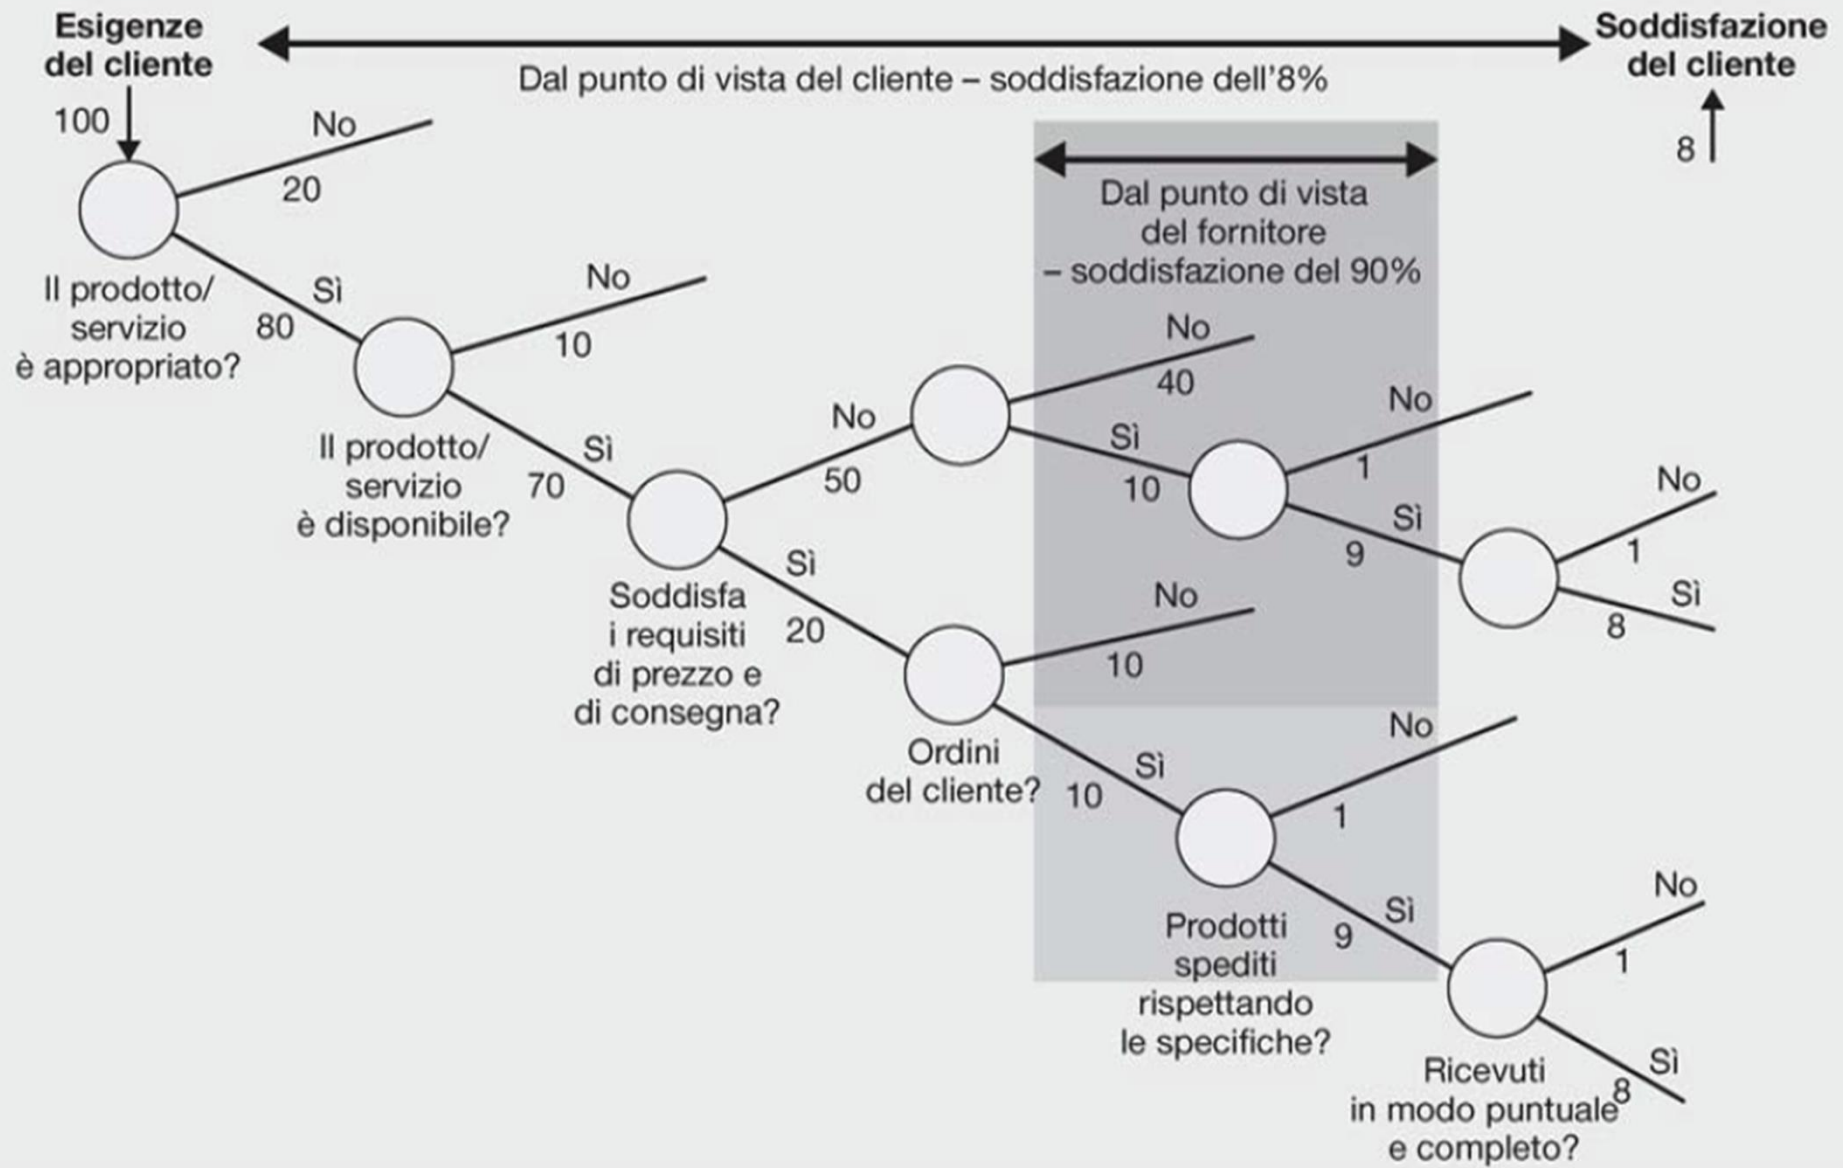 Esigenze
del cliente
Soddisfazione
del cliente
Dal punto di vista del cliente – soddisfazione dell'8%
100
8
No
20
Dal punto di vista
del fornitore
– soddisfazione del 90%
Il prodotto/
servizio
è appropriato?
Sì
80
No
10
No
40
Il prodotto/
servizio
è disponibile?
Sì
70
No
50
Sì
10
No
1
Sì
9
No
1
Sì
8
Soddisfa
i requisiti
di prezzo e
di consegna?
Sì
20
No
10
Ordini
del cliente?
Sì
10
No
1
Prodotti
spediti
rispettando
le specifiche?
Sì
9
No
1
Ricevuti
in modo puntuale
e completo?
Sì
8